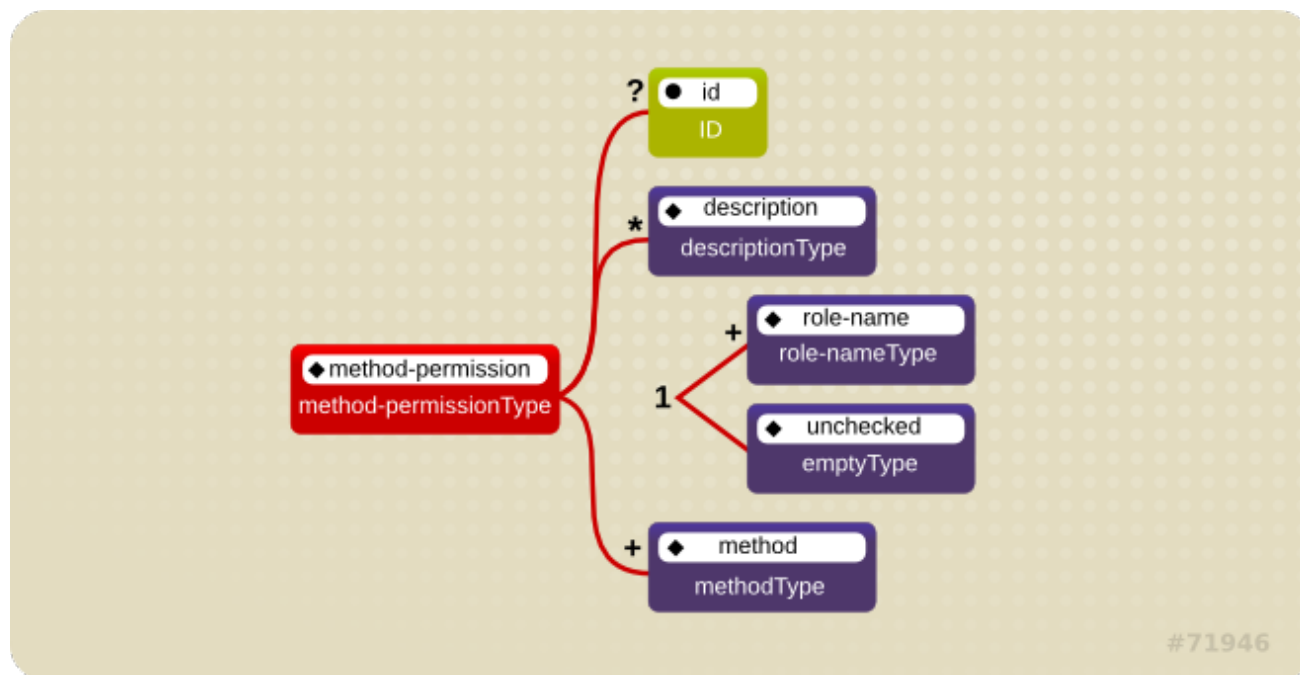 ?
id
ID
*
description
descriptionType
+
role-name
role-nameType
method-permission
method-permissionType
1
unchecked
emptyType
+
method
methodType
#71946